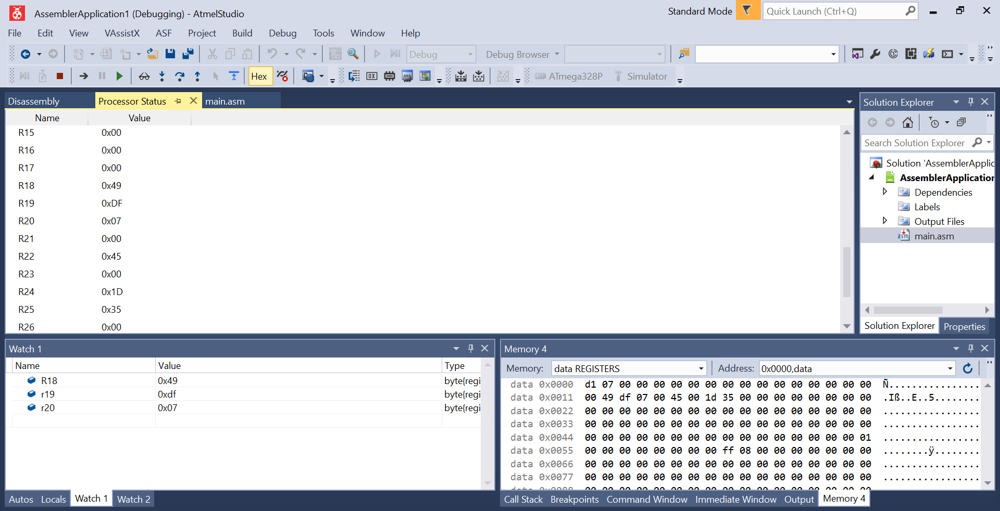 AssemblerApplication1 (Debugging) - AtmelStudio
Standard Mode
Quick Launch (Ctrl+Q)
File Edit View VAssistX ASF Project Build Debug Tools Window Help
Debug Debug Browser
Hex ATmega328P Simulator
Disassembly Processor Status main.asm
Name Value
R15 0x00
R16 0x00
R17 0x00
R18 0x49
R19 0xDF
R20 0x07
R21 0x00
R22 0x45
R23 0x00
R24 0x1D
R25 0x35
R26 0x00
Solution Explorer
Search Solution Explorer
Solution 'AssemblerApplic
AssemblerApplication
Dependencies
Labels
Output Files
main.asm
Solution Explorer Properties
Watch 1
Name Value Type
R18 0x49 byte{regi
r19 0xdf byte{regi
r20 0x07 byte{regi
Autos Locals Watch 1 Watch 2
Memory 4
Memory: data REGISTERS Address: 0x0000,data
data 0x0000 d1 07 00 00 00 00 00 00 00 00 00 00 00 00 00 00 00 Ñ................
data 0x0011 00 49 df 07 00 45 00 1d 35 00 00 00 00 00 00 00 00 .Iß..E..5........
data 0x0022 00 00 00 00 00 00 00 00 00 00 00 00 00 00 00 00 00 .................
data 0x0033 00 00 00 00 00 00 00 00 00 00 00 00 00 00 00 00 00 .................
data 0x0044 00 00 00 00 00 00 00 00 00 00 00 00 00 00 00 00 01 .................
data 0x0055 00 00 00 00 00 00 00 00 ff 08 00 00 00 00 00 00 00 ........ÿ........
data 0x0066 00 00 00 00 00 00 00 00 00 00 00 00 00 00 00 00 00 .................
data 0x0077 00 00 00 00 00 00 00 00 00 00 00 00 00 00 00 00 00 .................
Call Stack Breakpoints Command Window Immediate Window Output Memory 4